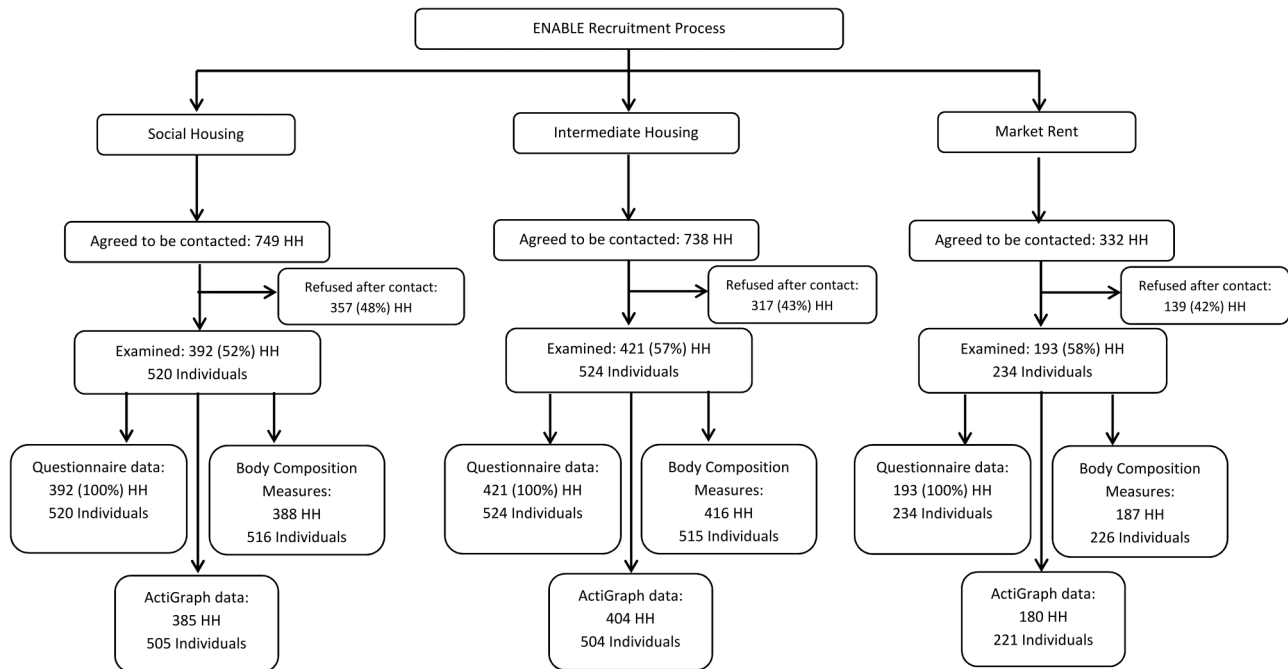 ENABLE Recruitment Process
Social Housing
Intermediate Housing
Market Rent
Agreed to be contacted: 749 HH
Agreed to be contacted: 738 HH
Agreed to be contacted: 332 HH
Refused after contact:
357 (48%) HH
Refused after contact:
317 (43%) HH
Refused after contact:
139 (42%) HH
Examined: 392 (52%) HH
520 Individuals
Examined: 421 (57%) HH
524 Individuals
Examined: 193 (58%) HH
234 Individuals
Questionnaire data:
392 (100%) HH
520 Individuals
Body Composition
Measures:
388 HH
516 Individuals
Questionnaire data:
421 (100%) HH
524 Individuals
Body Composition
Measures:
416 HH
515 Individuals
Questionnaire data:
193 (100%) HH
234 Individuals
Body Composition
Measures:
187 HH
226 Individuals
ActiGraph data:
385 HH
505 Individuals
ActiGraph data:
404 HH
504 Individuals
ActiGraph data:
180 HH
221 Individuals